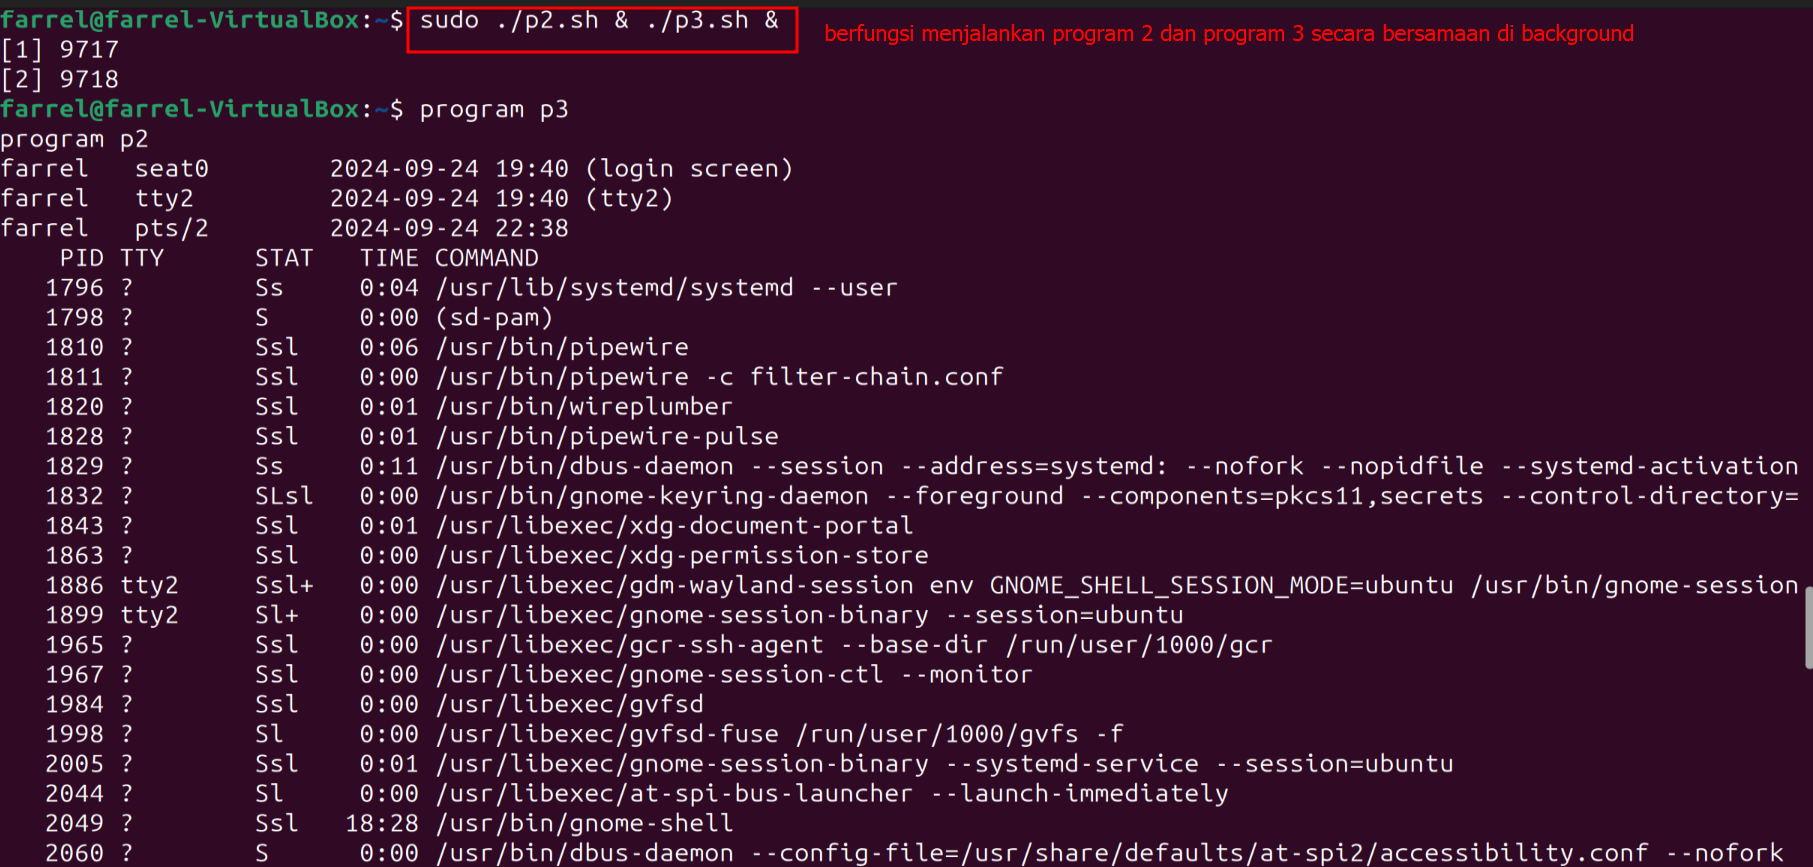 farrel@farrel-VirtualBox:~$ sudo ./p2.sh & ./p3.sh &
berfungsi menjalankan program 2 dan program 3 secara bersamaan di background
[1] 9717
[2] 9718
farrel@farrel-VirtualBox:~$ program p3
program p2
farrel   seat0        2024-09-24 19:40 (login screen)
farrel   tty2         2024-09-24 19:40 (tty2)
farrel   pts/2        2024-09-24 22:38
    PID TTY      STAT   TIME COMMAND
   1796 ?        Ss     0:04 /usr/lib/systemd/systemd --user
   1798 ?        S      0:00 (sd-pam)
   1810 ?        Ssl    0:06 /usr/bin/pipewire
   1811 ?        Ssl    0:00 /usr/bin/pipewire -c filter-chain.conf
   1820 ?        Ssl    0:01 /usr/bin/wireplumber
   1828 ?        Ssl    0:01 /usr/bin/pipewire-pulse
   1829 ?        Ss     0:11 /usr/bin/dbus-daemon --session --address=systemd: --nofork --nopidfile --systemd-activation
   1832 ?        SLsl   0:00 /usr/bin/gnome-keyring-daemon --foreground --components=pkcs11,secrets --control-directory=
   1843 ?        Ssl    0:01 /usr/libexec/xdg-document-portal
   1863 ?        Ssl    0:00 /usr/libexec/xdg-permission-store
   1886 tty2     Ssl+   0:00 /usr/libexec/gdm-wayland-session env GNOME_SHELL_SESSION_MODE=ubuntu /usr/bin/gnome-session
   1899 tty2     Sl+    0:00 /usr/libexec/gnome-session-binary --session=ubuntu
   1965 ?        Ssl    0:00 /usr/libexec/gcr-ssh-agent --base-dir /run/user/1000/gcr
   1967 ?        Ssl    0:00 /usr/libexec/gnome-session-ctl --monitor
   1984 ?        Ssl    0:00 /usr/libexec/gvfsd
   1998 ?        Sl     0:00 /usr/libexec/gvfsd-fuse /run/user/1000/gvfs -f
   2005 ?        Ssl    0:01 /usr/libexec/gnome-session-binary --systemd-service --session=ubuntu
   2044 ?        Sl     0:00 /usr/libexec/at-spi-bus-launcher --launch-immediately
   2049 ?        Ssl   18:28 /usr/bin/gnome-shell
   2060 ?        S      0:00 /usr/bin/dbus-daemon --config-file=/usr/share/defaults/at-spi2/accessibility.conf --nofork